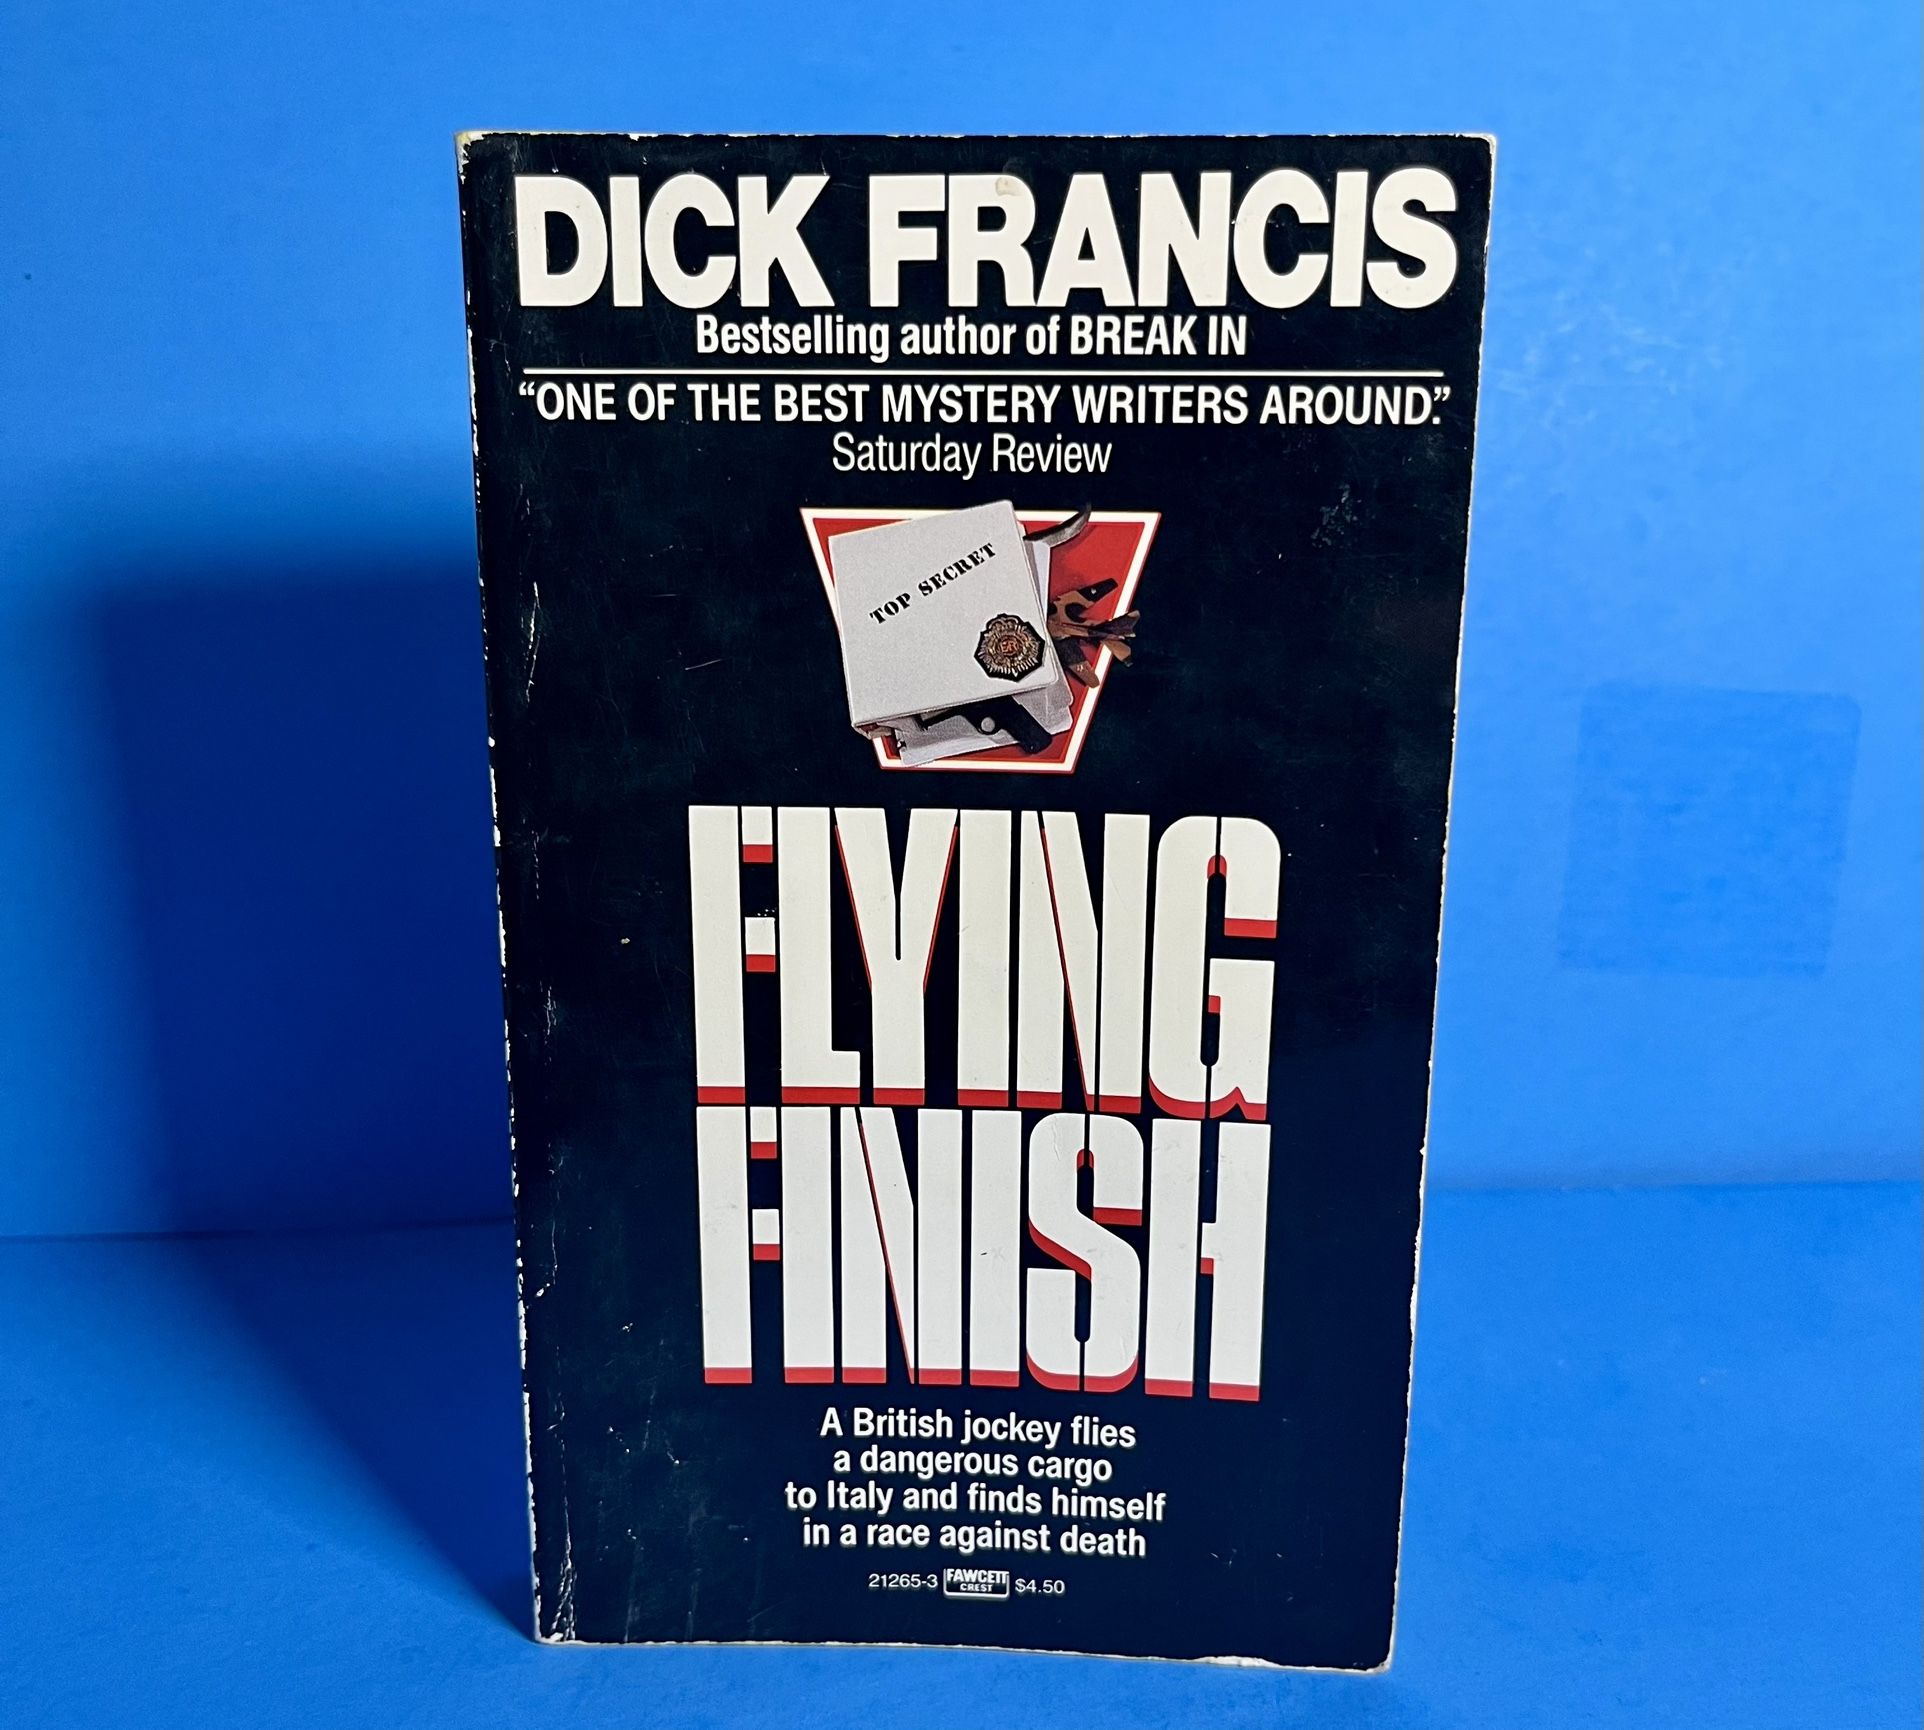 DICK FRANCIS
Bestselling author of BREAK IN
“ONE OF THE BEST MYSTERY WRITERS AROUND.”
Saturday Review
TOP SECRET
FLYING
FINISH
A British jockey flies
a dangerous cargo
to Italy and finds himself
in a race against death
21265-3 FAWCETT CREST $4.50